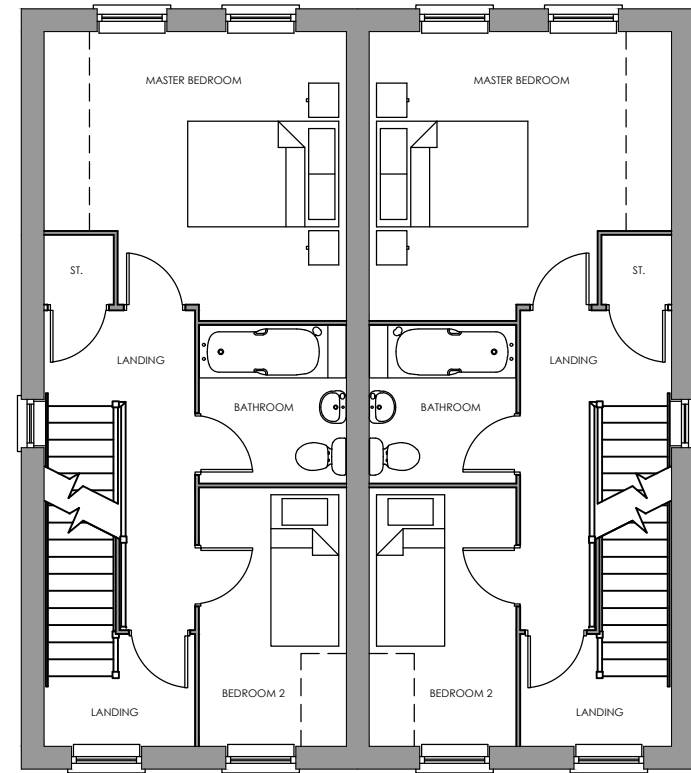 MASTER BEDROOM
MASTER BEDROOM
ST.
ST.
LANDING
LANDING
BATHROOM
BATHROOM
BEDROOM 2
BEDROOM 2
LANDING
LANDING